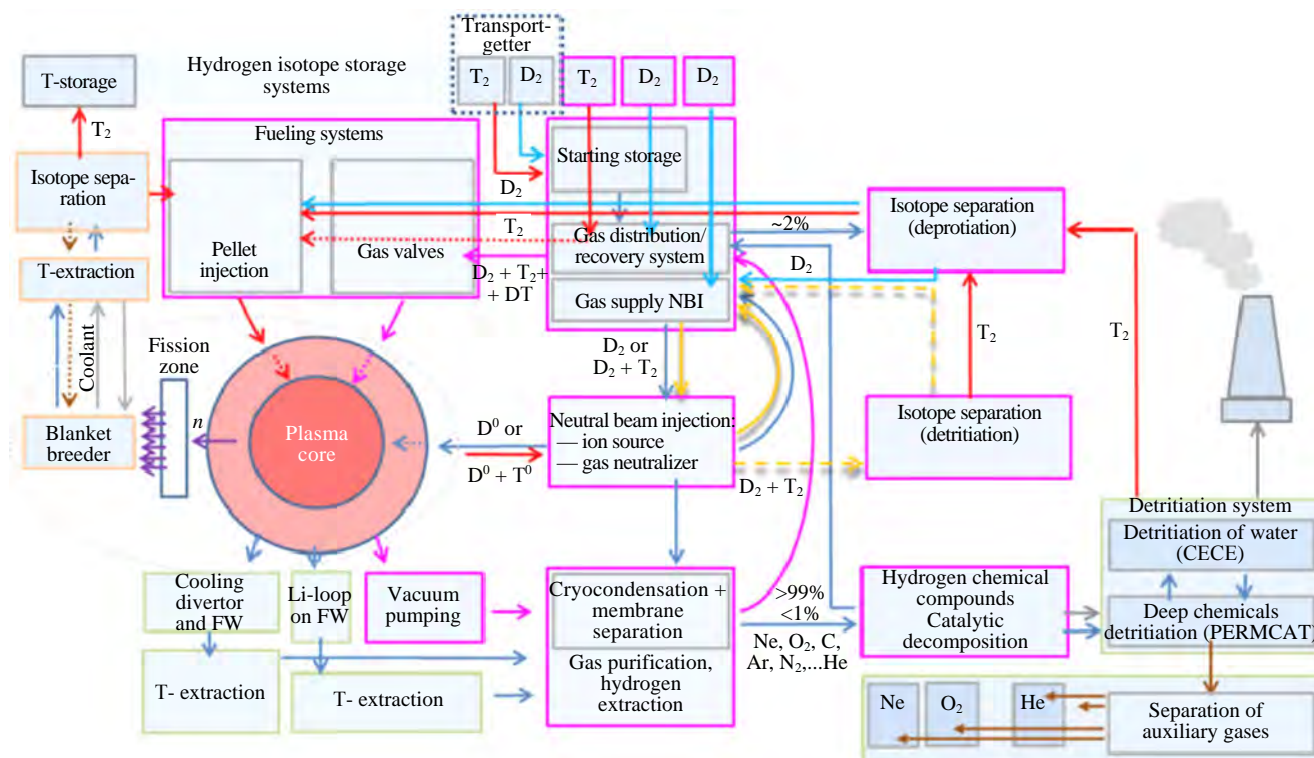 Transport-
getter
T₂
D₂
T₂
D₂
D₂
T-storage
Hydrogen isotope storage
systems
T₂
Fueling systems
Starting storage
Isotope sepa-
ration
D₂
Isotope separation
(deprotiation)
T₂
~2%
Pellet
injection
Gas valves
Gas distribution/
recovery system
T-extraction
D₂ + T₂+
+ DT
D₂
Gas supply NBI
Coolant
Fission
zone
D₂ or
D₂ + T₂
T₂
T₂
Blanket
breeder
n
Plasma
core
D⁰ or
D⁰ + T⁰
Neutral beam injection:
— ion source
— gas neutralizer
Isotope separation
(detritiation)
D₂ + T₂
Detritiation system
Detritiation of water
(CECE)
Cooling
divertor
and FW
Li-loop
on FW
Vacuum
pumping
Cryocondensation +
membrane
separation
>99%
<1%
Hydrogen chemical
compounds
Catalytic
decomposition
Deep chemicals
detritiation (PERMCAT)
Ne, O₂, C,
Ar, N₂,...He
Gas purification,
hydrogen
extraction
T- extraction
T- extraction
Ne
O₂
He
Separation of
auxiliary gases